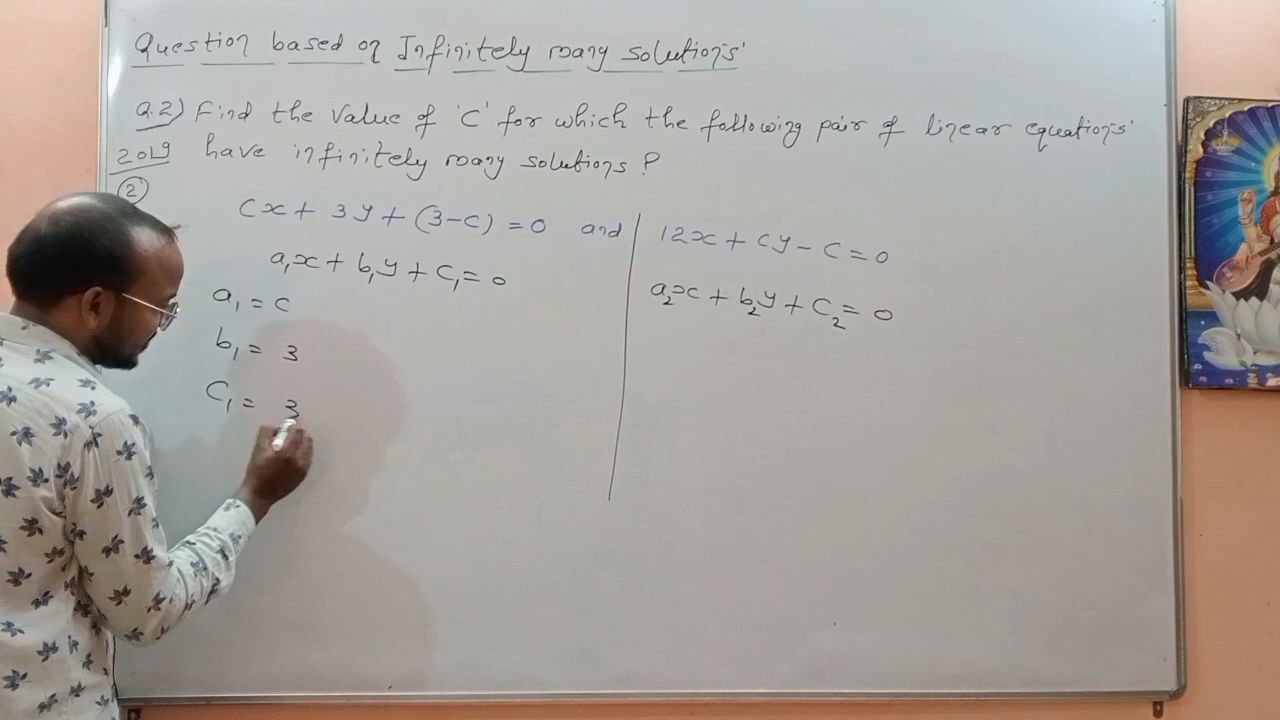 Question based on Infinitely many solutions'
Q.2) Find the Value of 'C' for which the following pair of linear equations'
2019 have infinitely many solutions?
2
Cx + 3y + (3-C) = 0 and 12x + Cy - C = 0
a₁x + b₁y + C₁ = 0 a₂x + b₂y + C₂ = 0
a₁ = C
b₁ = 3
C₁ = 3